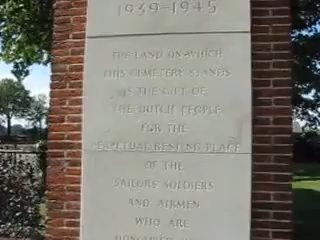 1939-1945
THE LAND ON WHICH
THIS CEMETERY STANDS
IS THE GIFT OF
THE DUTCH PEOPLE
FOR THE
PERPETUAL RESTING PLACE
OF THE
SAILORS SOLDIERS
AND AIRMEN
WHO ARE
HONOURED